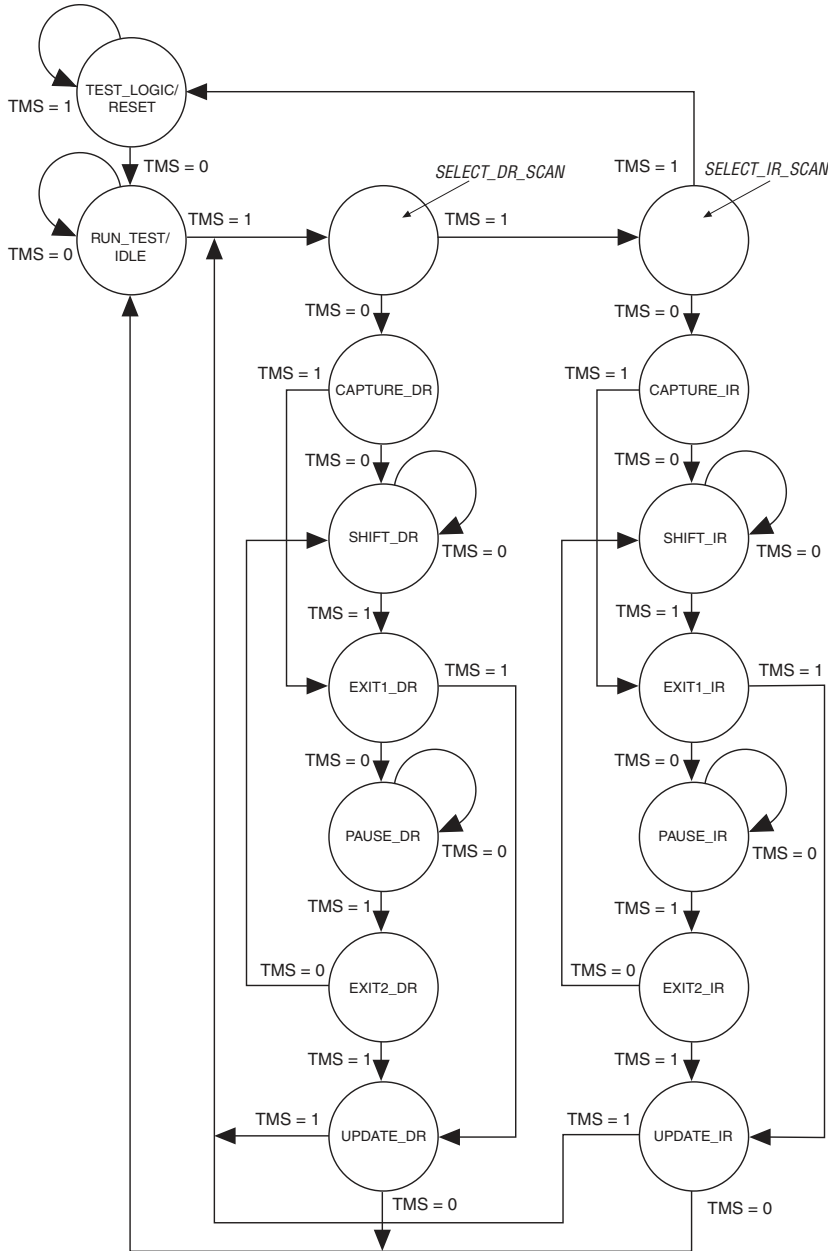 TEST_LOGIC/
RESET
TMS = 1
TMS = 0
SELECT_DR_SCAN
TMS = 1
SELECT_IR_SCAN
RUN_TEST/
IDLE
TMS = 0
TMS = 1
TMS = 1
TMS = 0
TMS = 0
TMS = 1
CAPTURE_DR
TMS = 1
CAPTURE_IR
TMS = 0
TMS = 0
SHIFT_DR
TMS = 0
SHIFT_IR
TMS = 0
TMS = 1
TMS = 1
EXIT1_DR
TMS = 1
EXIT1_IR
TMS = 1
TMS = 0
TMS = 0
PAUSE_DR
TMS = 0
PAUSE_IR
TMS = 0
TMS = 1
TMS = 1
TMS = 0
EXIT2_DR
TMS = 0
EXIT2_IR
TMS = 1
TMS = 1
TMS = 1
UPDATE_DR
TMS = 1
UPDATE_IR
TMS = 0
TMS = 0